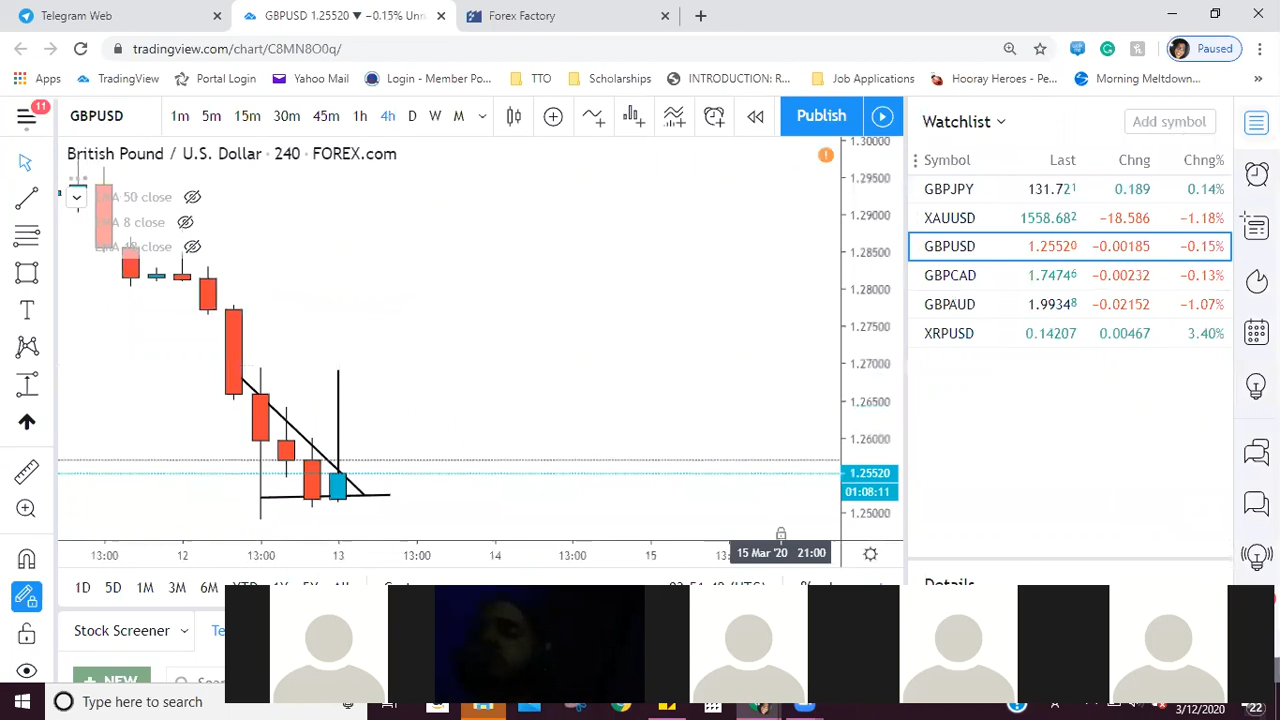 Telegram Web
GBPUSD 1.25520 ▼ −0.15% Unn
Forex Factory
tradingview.com/chart/C8MN8O0q/
Paused
Apps
TradingView
Portal Login
Yahoo Mail
Login - Member Po...
TTO
Scholarships
INTRODUCTION: R...
Job Applications
Hooray Heroes - Pe...
Morning Meltdown...
»
11
GBPUSD
1m 5m 15m 30m 45m 1h 4h D W M
Publish
Watchlist
Add symbol
British Pound / U.S. Dollar · 240 · FOREX.com
50 close
8 close
close
1.30000
1.29500
1.29000
1.28500
1.28000
1.27500
1.27000
1.26500
1.26000
1.25520
01:08:11
1.25000
Symbol Last Chng Chng%
GBPJPY 131.721 0.189 0.14%
XAUUSD 1558.682 −18.586 −1.18%
GBPUSD 1.25520 −0.00185 −0.15%
GBPCAD 1.74746 −0.00232 −0.13%
GBPAUD 1.99348 −0.02152 −1.07%
XRPUSD 0.14207 0.00467 3.40%
13:00 12 13:00 13 13:00 14 13:00 15
15 Mar '20 21:00
1D 5D 1M 3M 6M YTD 1Y 5Y All
Details
Stock Screener
NEW
Type here to search
3/12/2020
22